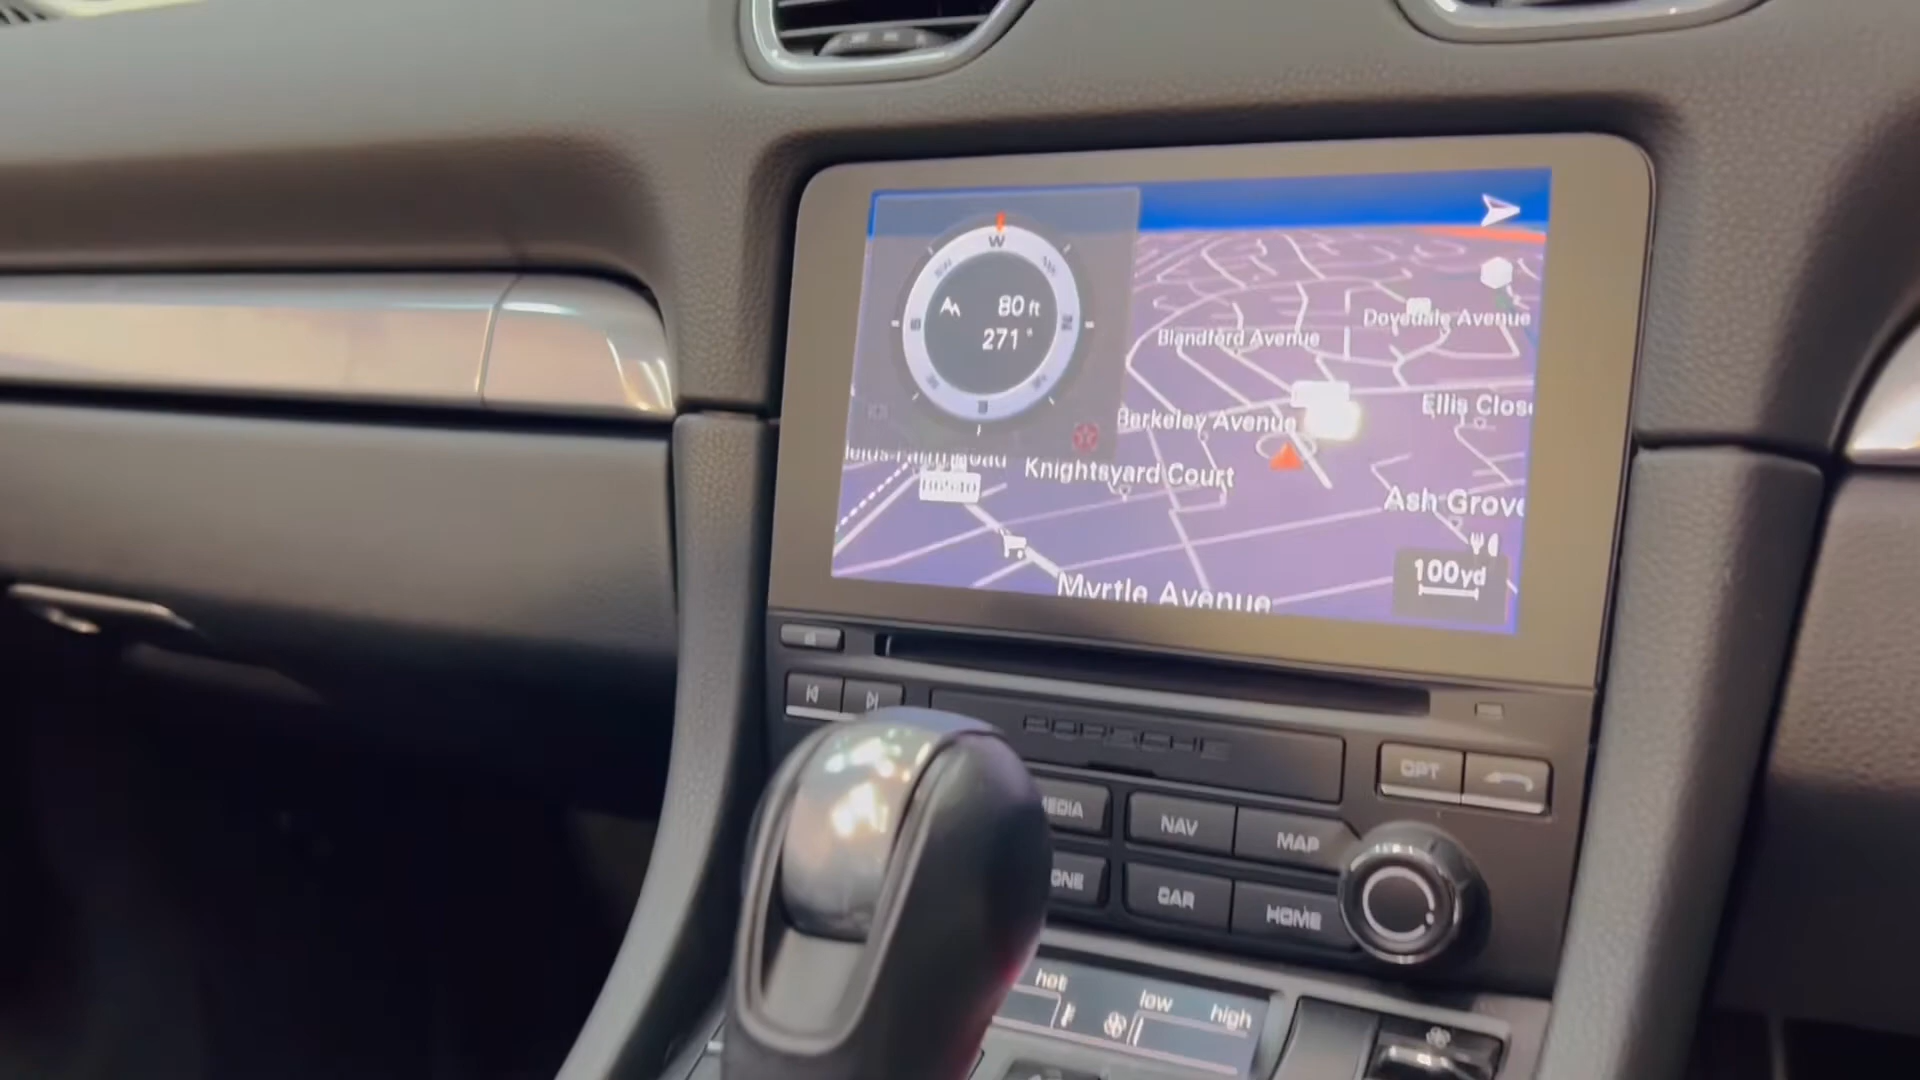 W
80 ft
271°
Dovedale Avenue
Blandford Avenue
Ellis Close
Berkeley Avenue
Knightsyard Court
Ash Grove
100yd
Myrtle Avenue
PORSCHE
OPT
MEDIA
NAV
MAP
CAR
HOME
hot
low
high